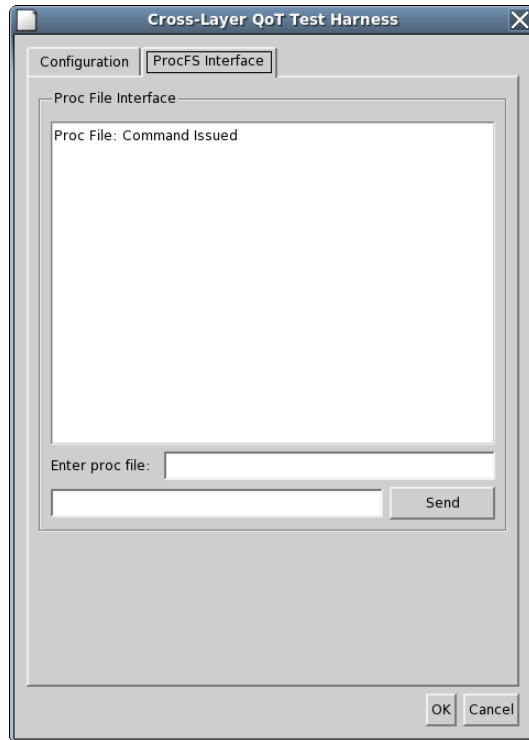 Cross-Layer QoT Test Harness
Configuration
ProcFS Interface
Proc File Interface
Proc File: Command Issued
Enter proc file:
Send
OK
Cancel